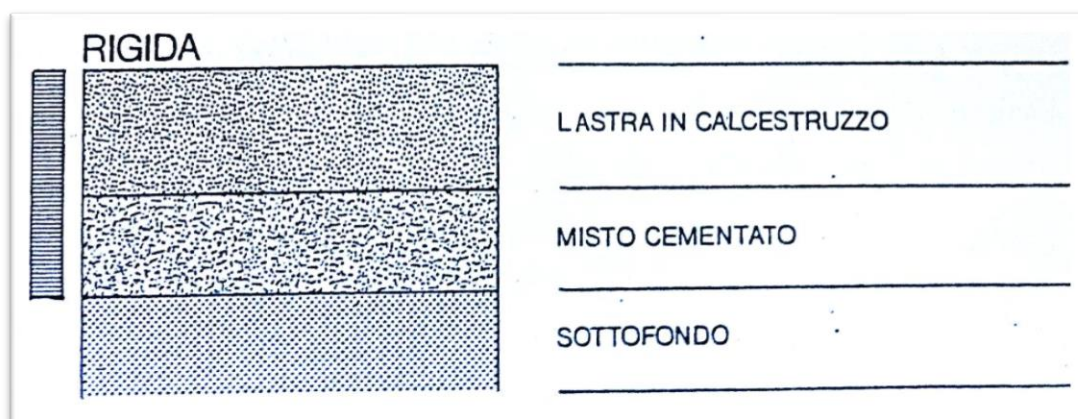 RIGIDA
LASTRA IN CALCESTRUZZO
MISTO CEMENTATO
SOTTOFONDO